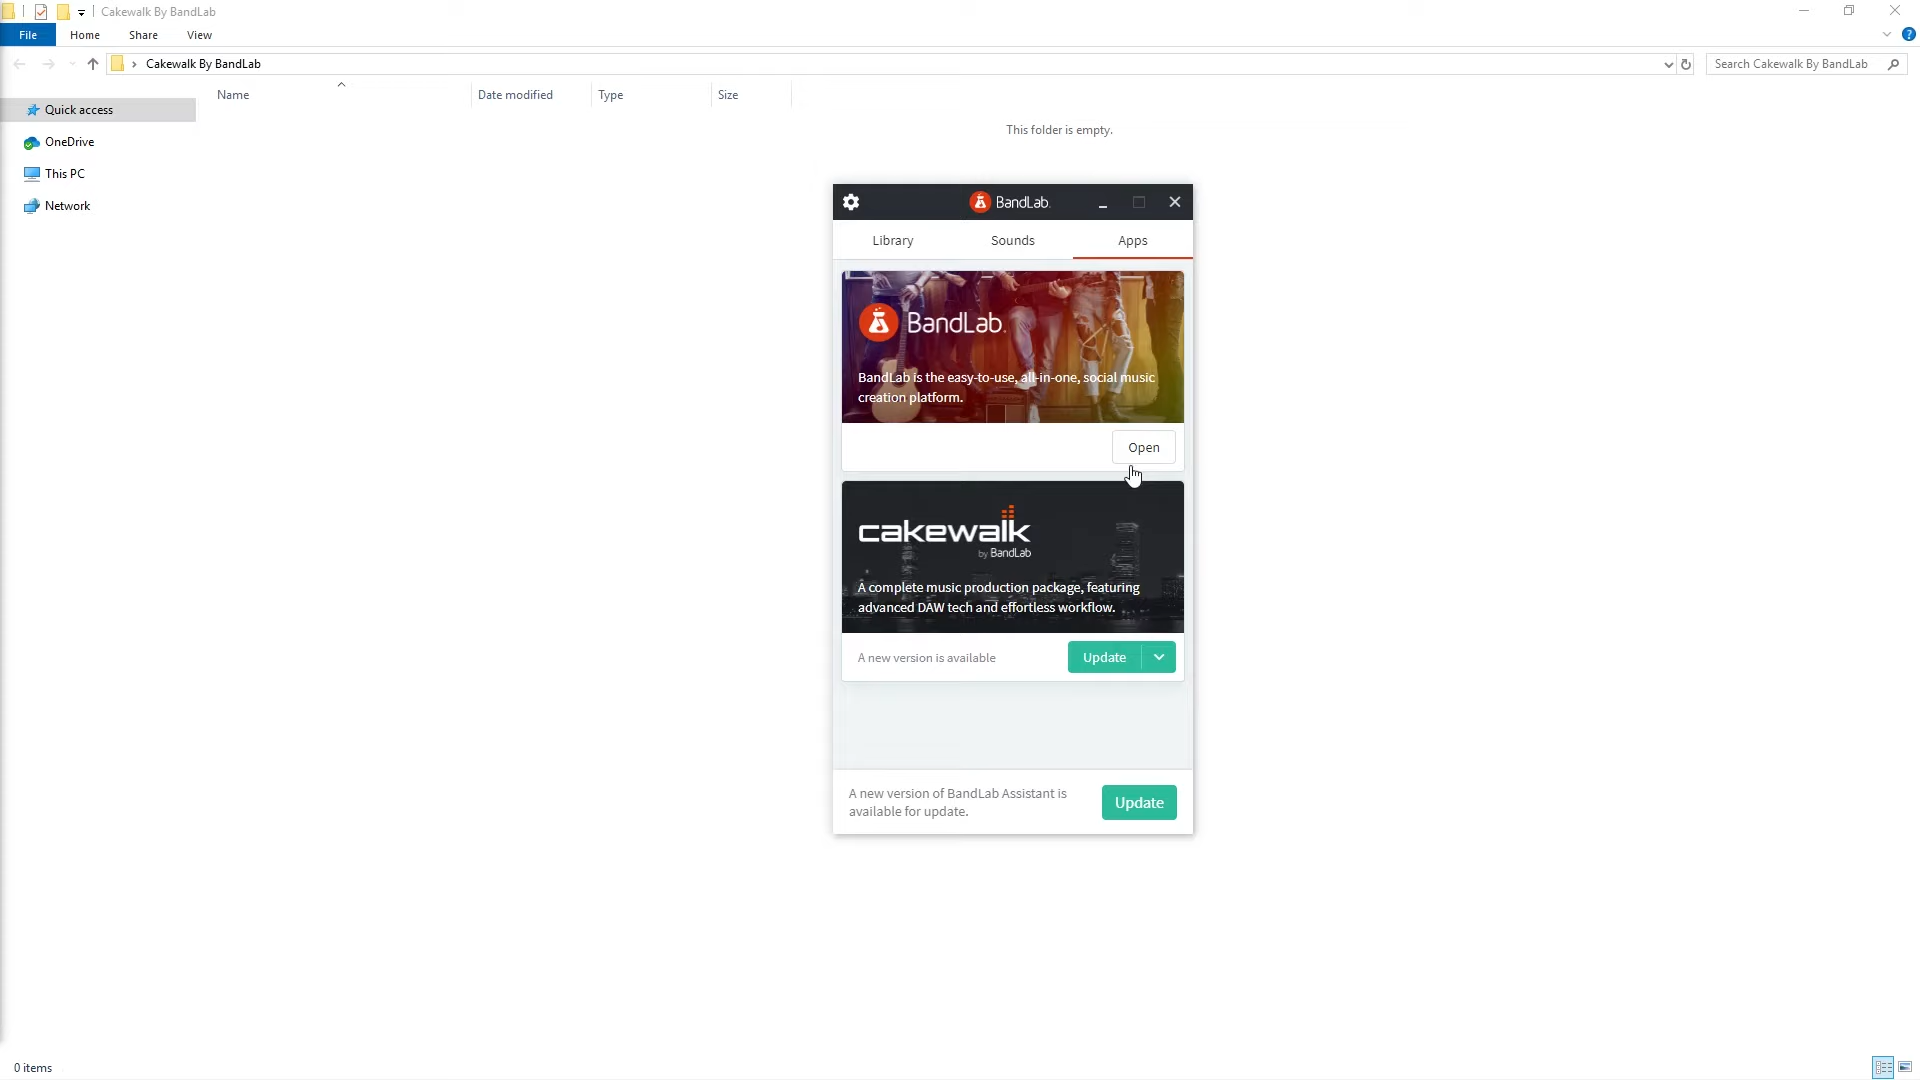 Cakewalk By BandLab
File Home Share View
Cakewalk By BandLab
Search Cakewalk By BandLab
Name Date modified Type Size
Quick access
This folder is empty.
OneDrive
This PC
Network
BandLab.
Library Sounds Apps
BandLab.
BandLab is the easy-to-use, all-in-one, social music
creation platform.
Open
cakewalk
by BandLab
A complete music production package, featuring
advanced DAW tech and effortless workflow.
A new version is available
Update
A new version of BandLab Assistant is
available for update.
Update
0 items